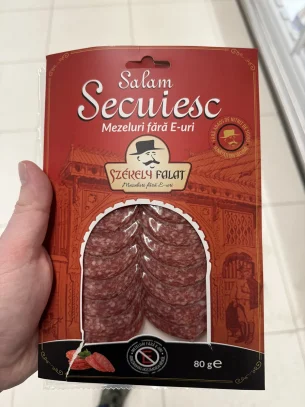 Salam
Secuiesc
Mezeluri fără E-uri
SZÉKELY FALAT
Mezeluri fără E-uri
80 g e